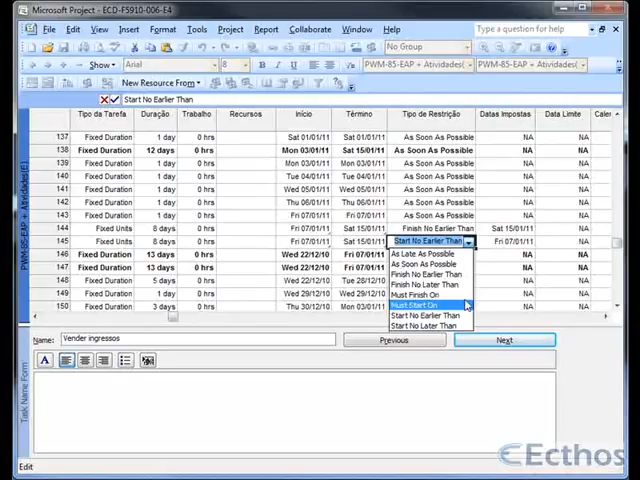 Microsoft Project - ECD-F5910-006-E4
File Edit View Insert Format Tools Project Report Collaborate Window Help Type a question for help
No Group
Show Arial 8 PWM-85-EAP + Atividades( PWM-85-EAP + Atividades(
New Resource From
Start No Earlier Than
Tipo da Tarefa Duração Trabalho Recursos Início Término Tipo de Restrição Datas Impostas Data Limite Caler
137 Fixed Duration 1 day 0 hrs Sat 01/01/11 Sat 01/01/11 As Soon As Possible NA NA
138 Fixed Duration 12 days 0 hrs Mon 03/01/11 Sat 15/01/11 As Soon As Possible NA NA
139 Fixed Duration 1 day 0 hrs Mon 03/01/11 Mon 03/01/11 As Soon As Possible NA NA
140 Fixed Duration 1 day 0 hrs Tue 04/01/11 Tue 04/01/11 As Soon As Possible NA NA
141 Fixed Duration 1 day 0 hrs Wed 05/01/11 Wed 05/01/11 As Soon As Possible NA NA
142 Fixed Duration 1 day 0 hrs Thu 06/01/11 Thu 06/01/11 As Soon As Possible NA NA
143 Fixed Duration 1 day 0 hrs Fri 07/01/11 Fri 07/01/11 As Soon As Possible NA NA
144 Fixed Units 8 days 0 hrs Fri 07/01/11 Sat 15/01/11 Finish No Earlier Than Sat 15/01/11 NA
145 Fixed Units 8 days 0 hrs Fri 07/01/11 Sat 15/01/11 Start No Earlier Than Fri 07/01/11 NA
146 Fixed Duration 13 days 0 hrs Wed 22/12/10 Fri 07/01/11 NA NA
147 Fixed Duration 13 days 0 hrs Wed 22/12/10 Fri 07/01/11 NA NA
148 Fixed Duration 5 days 0 hrs Wed 22/12/10 Tue 28/12/10 NA NA
149 Fixed Duration 1 day 0 hrs Wed 29/12/10 Wed 29/12/10 NA NA
150 Fixed Duration 3 days 0 hrs Thu 30/12/10 Mon 03/01/11 NA NA
As Late As Possible
As Soon As Possible
Finish No Earlier Than
Finish No Later Than
Must Finish On
Must Start On
Start No Earlier Than
Start No Later Than
PWM-85-EAP + Atividades(E)
Name: Vender ingressos Previous Next
Task Name Form
Edit
Ecthos